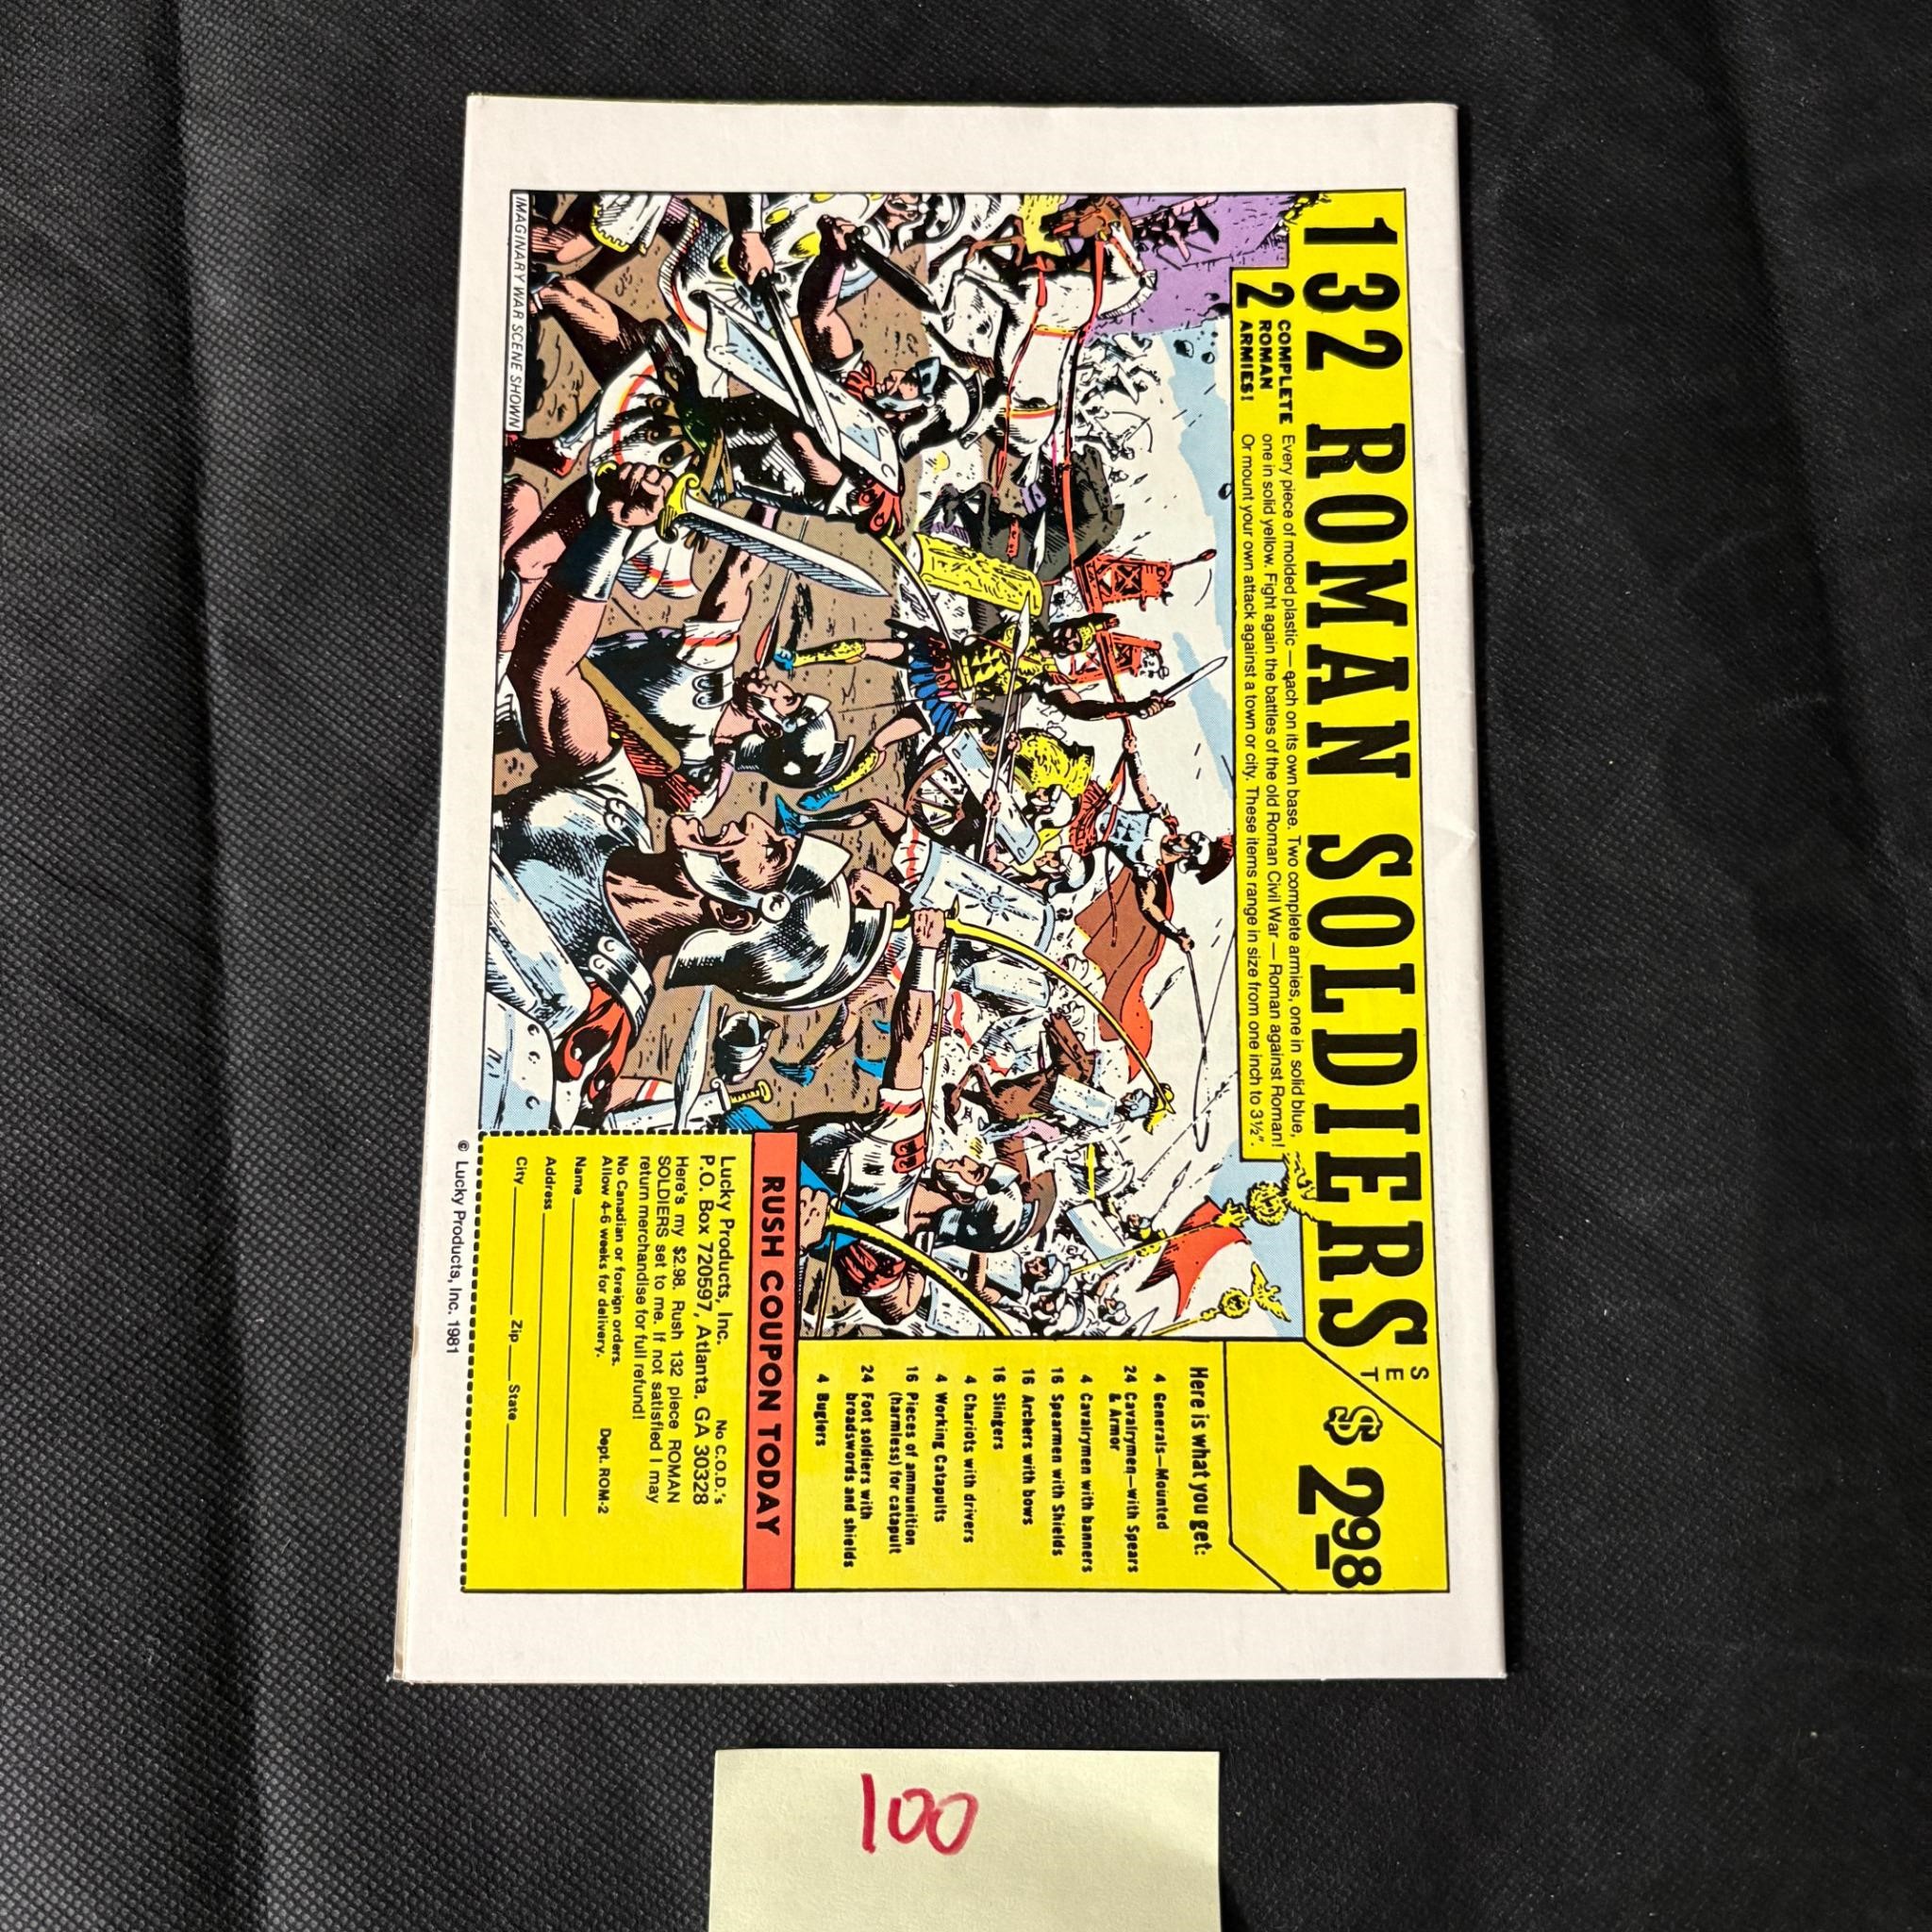 132 ROMAN SOLDIERS
SET
$2.98
2 COMPLETE
ROMAN
ARMIES!
Every piece of molded plastic — each on its own base. Two complete armies, one in solid blue,
one in solid yellow. Fight again the battles of the old Roman Civil War — Roman against Roman!
Or mount your own attack against a town or city. These items range in size from one inch to 3½".
Here is what you get:
4 Generals—Mounted
24 Cavalrymen—with Spears
& Armor
4 Cavalrymen with banners
16 Spearmen with Shields
16 Archers with bows
16 Slingers
4 Chariots with drivers
4 Working Catapults
16 Pieces of ammunition
(harmless) for catapult
24 Foot soldiers with
broadswords and shields
4 Buglers
IMAGINARY WAR SCENE SHOWN
RUSH COUPON TODAY
Lucky Products, Inc. No C.O.D.'s
P.O. Box 720597, Atlanta, GA 30328
Here's my $2.98. Rush 132 piece ROMAN
SOLDIERS set to me. If not satisfied I may
return merchandise for full refund!
No Canadian or foreign orders.
Allow 4-6 weeks for delivery. Dept. ROM-2
Name
Address
City Zip State
© Lucky Products, Inc. 1981
100